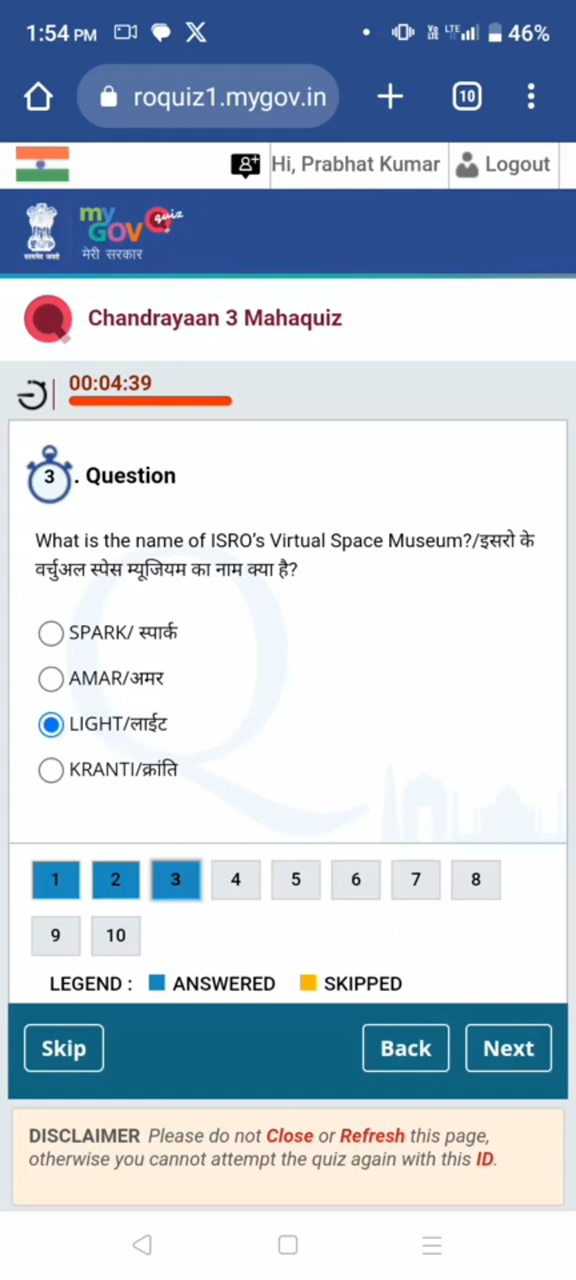 1:54 PM 46%
roquiz1.mygov.in 10
Hi, Prabhat Kumar Logout
my
GOV quiz
मेरी सरकार
सत्यमेव जयते
Chandrayaan 3 Mahaquiz
00:04:39
3 . Question
What is the name of ISRO's Virtual Space Museum?/इसरो के
वर्चुअल स्पेस म्यूजियम का नाम क्या है?
SPARK/ स्पार्क
AMAR/अमर
LIGHT/लाईट
KRANTI/क्रांति
1 2 3 4 5 6 7 8
9 10
LEGEND : ANSWERED SKIPPED
Skip Back Next
DISCLAIMER Please do not Close or Refresh this page,
otherwise you cannot attempt the quiz again with this ID.